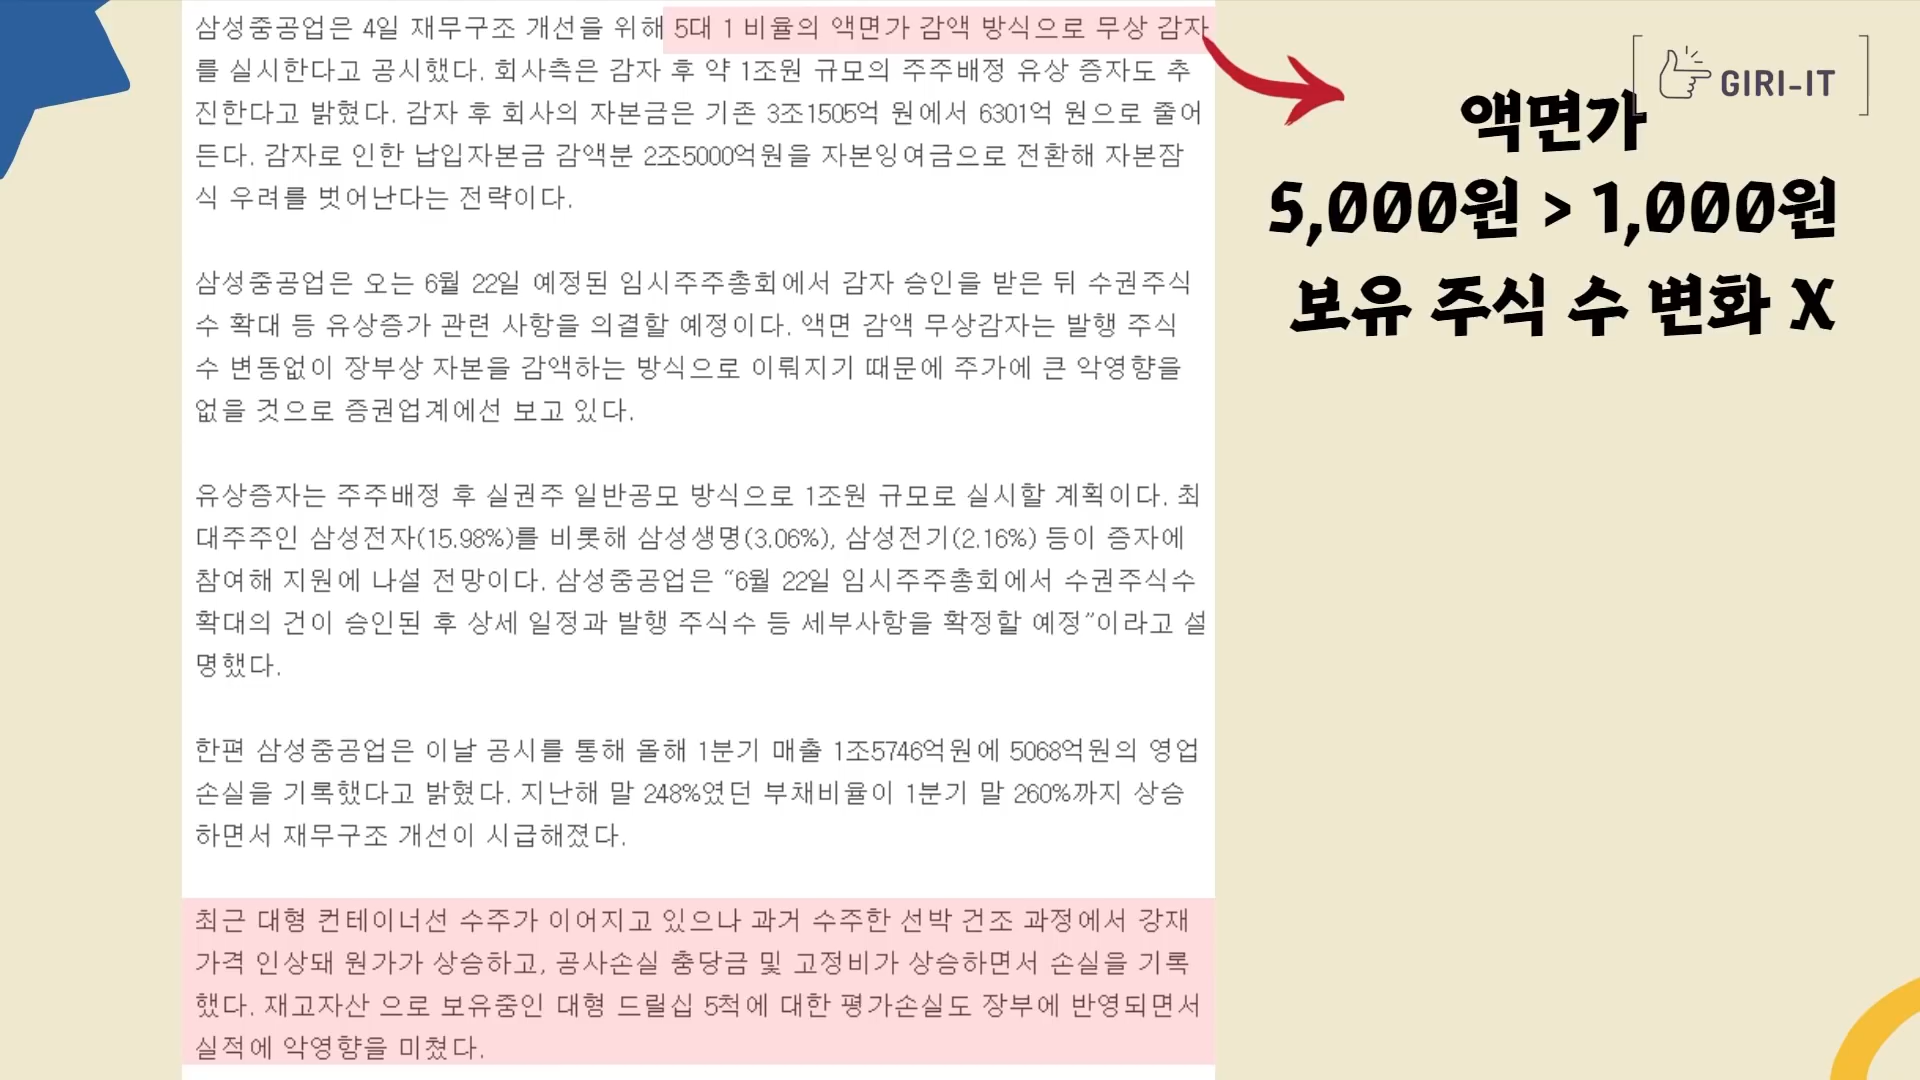 삼성중공업은 4일 재무구조 개선을 위해 5대 1 비율의 액면가 감액 방식으로 무상 감자
를 실시한다고 공시했다. 회사측은 감자 후 약 1조원 규모의 주주배정 유상 증자도 추
진한다고 밝혔다. 감자 후 회사의 자본금은 기존 3조1505억 원에서 6301억 원으로 줄어
든다. 감자로 인한 납입자본금 감액분 2조5000억원을 자본잉여금으로 전환해 자본잠
식 우려를 벗어난다는 전략이다.
삼성중공업은 오는 6월 22일 예정된 임시주주총회에서 감자 승인을 받은 뒤 수권주식
수 확대 등 유상증가 관련 사항을 의결할 예정이다. 액면 감액 무상감자는 발행 주식
수 변동없이 장부상 자본을 감액하는 방식으로 이뤄지기 때문에 주가에 큰 악영향을
없을 것으로 증권업계에선 보고 있다.
유상증자는 주주배정 후 실권주 일반공모 방식으로 1조원 규모로 실시할 계획이다. 최
대주주인 삼성전자(15.98%)를 비롯해 삼성생명(3.06%), 삼성전기(2.16%) 등이 증자에
참여해 지원에 나설 전망이다. 삼성중공업은 "6월 22일 임시주주총회에서 수권주식수
확대의 건이 승인된 후 상세 일정과 발행 주식수 등 세부사항을 확정할 예정"이라고 설
명했다.
한편 삼성중공업은 이날 공시를 통해 올해 1분기 매출 1조5746억원에 5068억원의 영업
손실을 기록했다고 밝혔다. 지난해 말 248%였던 부채비율이 1분기 말 260%까지 상승
하면서 재무구조 개선이 시급해졌다.
최근 대형 컨테이너선 수주가 이어지고 있으나 과거 수주한 선박 건조 과정에서 강재
가격 인상돼 원가가 상승하고, 공사손실 충당금 및 고정비가 상승하면서 손실을 기록
했다. 재고자산 으로 보유중인 대형 드릴십 5척에 대한 평가손실도 장부에 반영되면서
실적에 악영향을 미쳤다.
GIRI-IT
액면가
5,000원 > 1,000원
보유 주식 수 변화 X